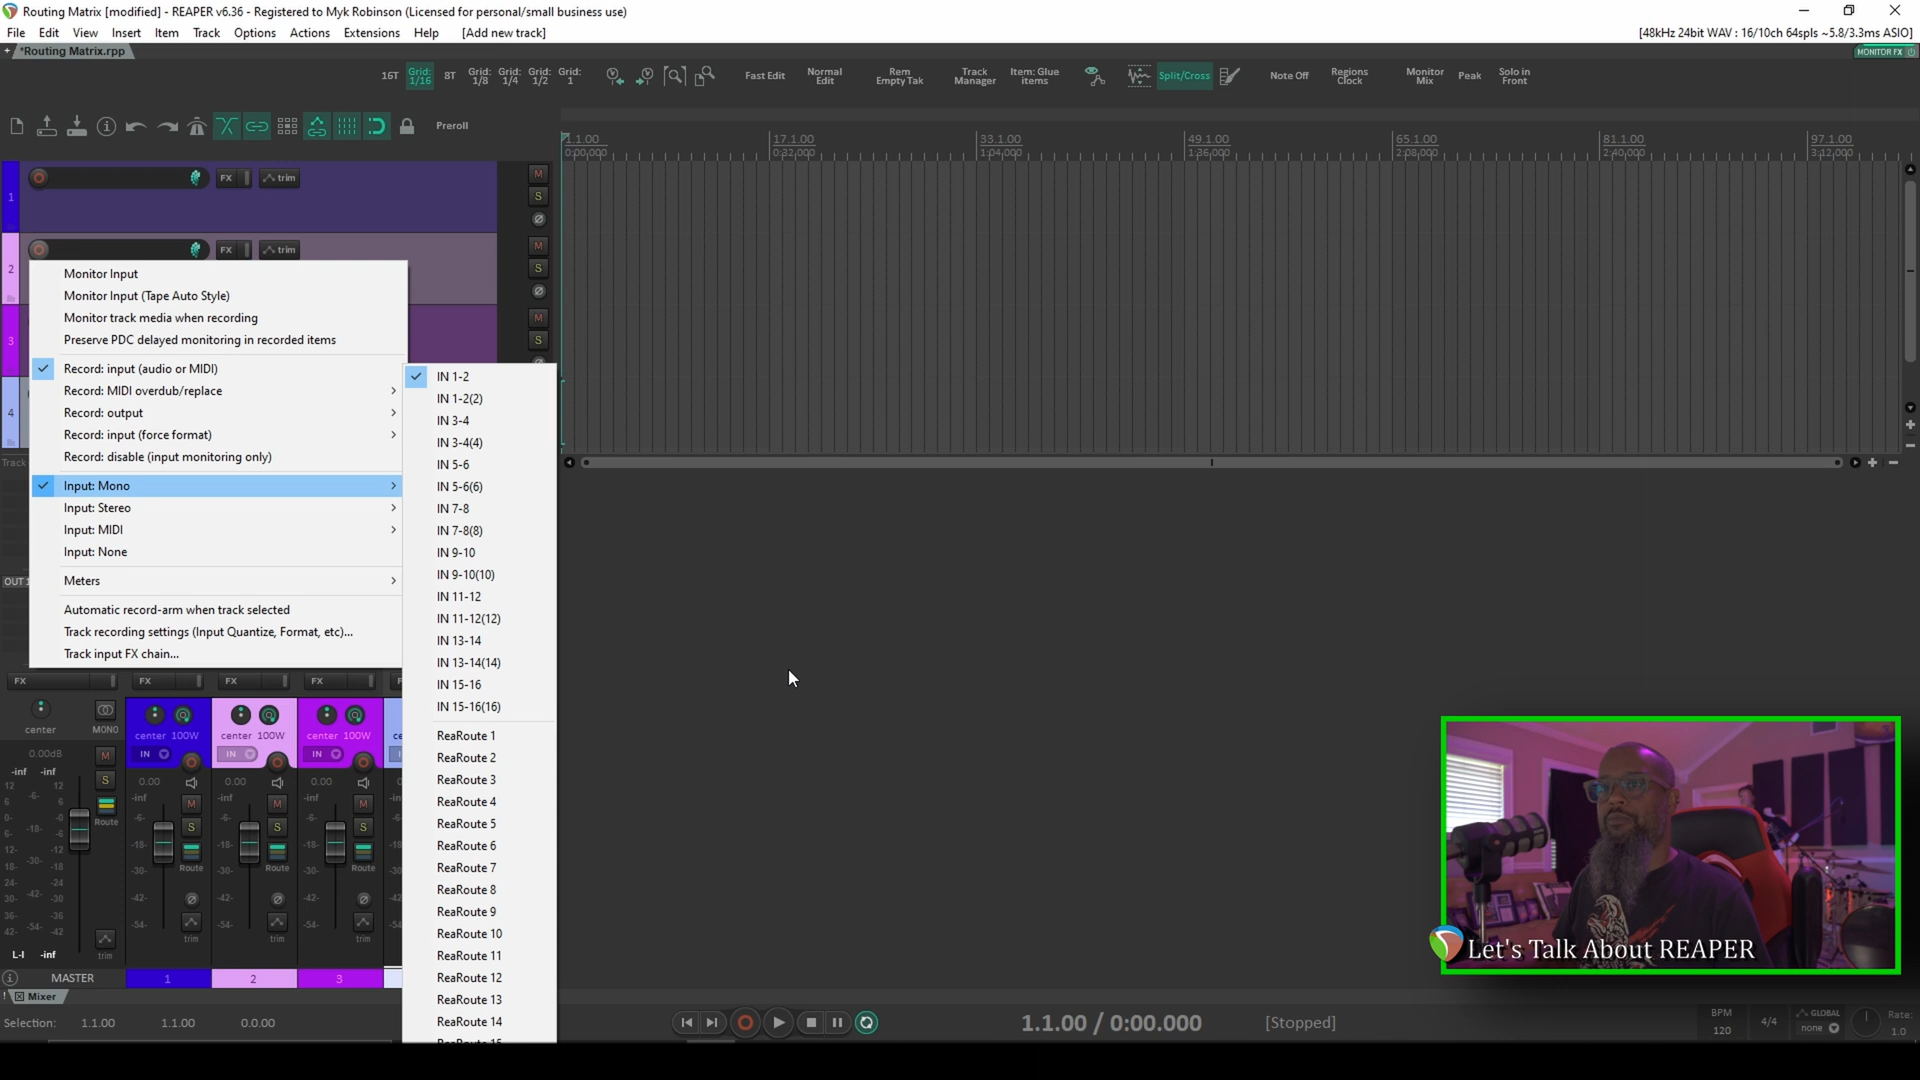 Routing Matrix [modified] - REAPER v6.36 - Registered to Myk Robinson (Licensed for personal/small business use)
File Edit View Insert Item Track Options Actions Extensions Help [Add new track]
[48kHz 24bit WAV : 16/10ch 64spls ~5.8/3.3ms ASIO]
*Routing Matrix.rpp
MONITOR FX
16T
Grid: 1/16
8T
Grid: 1/8
Grid: 1/4
Grid: 1/2
Grid: 1
Fast Edit
Normal Edit
Rem Empty Tak
Track Manager
Item: Glue items
Split/Cross
Note Off
Regions Clock
Monitor Mix
Peak
Solo in Front
Preroll
1.1.00 17.1.00 33.1.00 49.1.00 65.1.00 81.1.00 97.1.00
0:00.000 0:32.000 1:04.000 1:36.000 2:08.000 2:40.000 3:12.000
1 FX trim M
S
2 FX trim M
S
3 M
S
4
Track
OUT 1
Monitor Input
Monitor Input (Tape Auto Style)
Monitor track media when recording
Preserve PDC delayed monitoring in recorded items
Record: input (audio or MIDI)
Record: MIDI overdub/replace
Record: output
Record: input (force format)
Record: disable (input monitoring only)
Input: Mono
Input: Stereo
Input: MIDI
Input: None
Meters
Automatic record-arm when track selected
Track recording settings (Input Quantize, Format, etc)...
Track input FX chain...
IN 1-2
IN 1-2(2)
IN 3-4
IN 3-4(4)
IN 5-6
IN 5-6(6)
IN 7-8
IN 7-8(8)
IN 9-10
IN 9-10(10)
IN 11-12
IN 11-12(12)
IN 13-14
IN 13-14(14)
IN 15-16
IN 15-16(16)
ReaRoute 1
ReaRoute 2
ReaRoute 3
ReaRoute 4
ReaRoute 5
ReaRoute 6
ReaRoute 7
ReaRoute 8
ReaRoute 9
ReaRoute 10
ReaRoute 11
ReaRoute 12
ReaRoute 13
ReaRoute 14
ReaRoute 15
FX FX FX FX
center MONO center 100W center 100W center 100W
IN IN IN
0.00dB M 0.00 0.00 0.00
-inf -inf S -inf -inf -inf
M M M
S S S
Route Route Route Route
12 12
6 -6- 6
0- -0
6- -18- -6
12- -12
18- -30- -18
24- -24
30- -42- -30
36- -36
42- -54- -42
-6- -6- -6-
-18- -18- -18-
-30- -30- -30-
-42- -42- -42-
-54- -54- -54-
L-I -inf trim trim trim trim
MASTER 1 2 3
Mixer
Selection: 1.1.00 1.1.00 0.0.00
1.1.00 / 0:00.000 [Stopped]
BPM
120
4/4
GLOBAL
none
Rate:
1.0
Let's Talk About REAPER